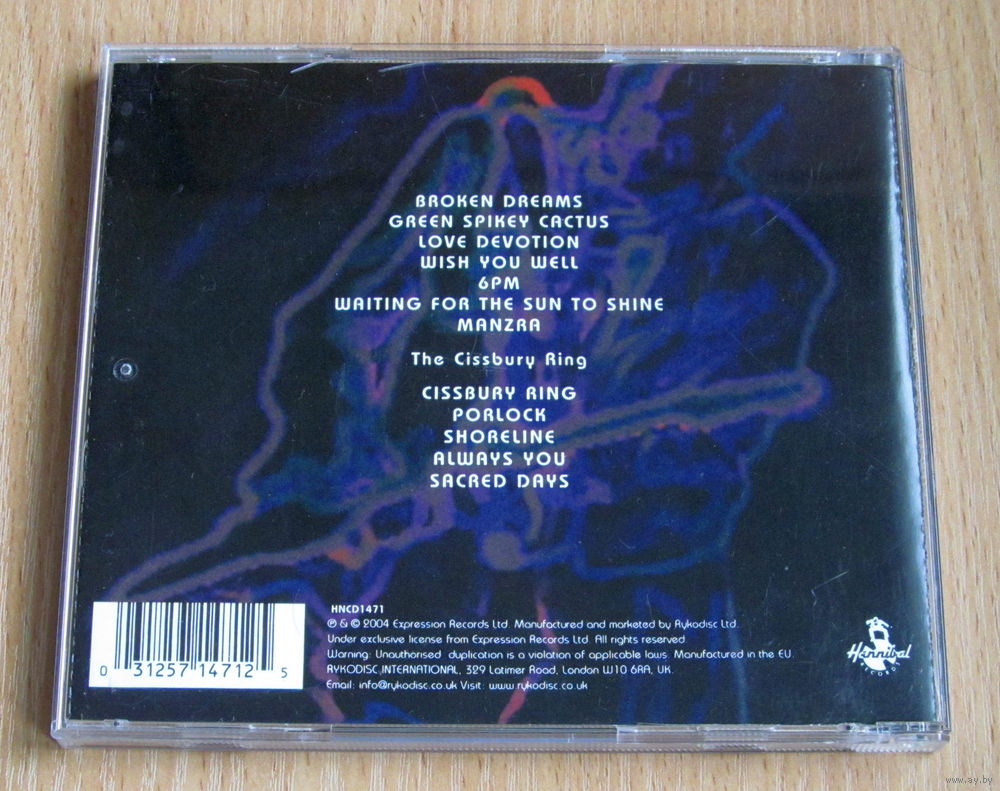 BROKEN DREAMS
GREEN SPIKEY CACTUS
LOVE DEVOTION
WISH YOU WELL
6PM
WAITING FOR THE SUN TO SHINE
MANZRA
The Cissbury Ring
CISSBURY RING
PORLOCK
SHORELINE
ALWAYS YOU
SACRED DAYS
HNCD1471
℗ & © 2004 Expression Records Ltd. Manufactured and marketed by Rykodisc Ltd.
Under exclusive license from Expression Records Ltd. All rights reserved.
Warning: Unauthorised duplication is a violation of applicable laws. Manufactured in the EU.
RYKODISC INTERNATIONAL, 329 Latimer Road, London W10 6RA, UK.
Email: info@rykodisc.co.uk Visit: www.rykodisc.co.uk
0 31257 14712 5
Hannibal
RECORDS
www.ay.by